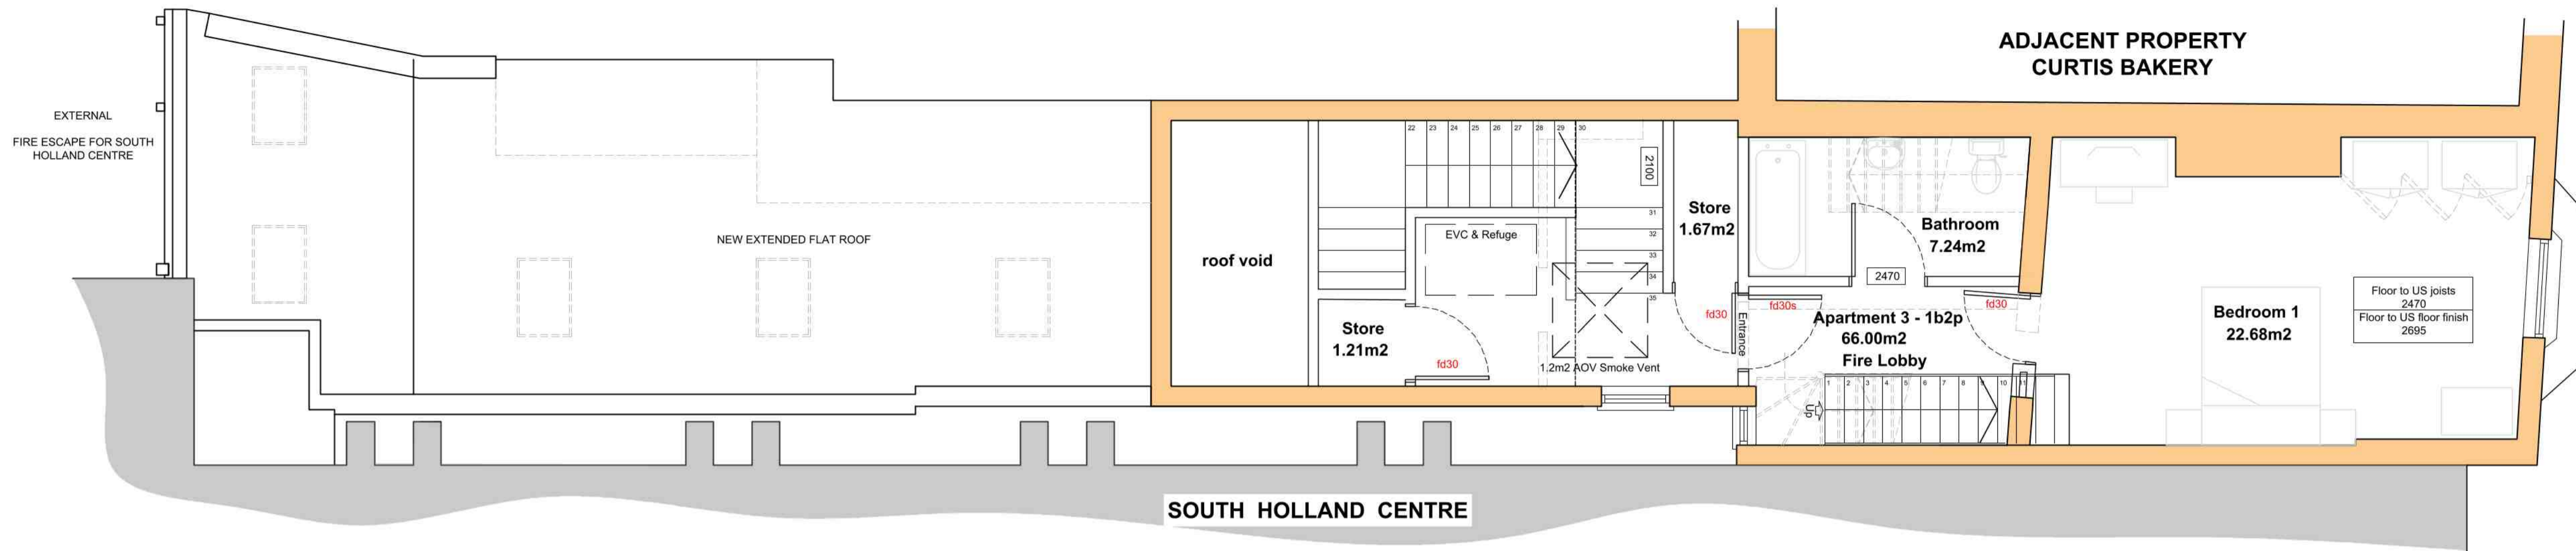 ADJACENT PROPERTY
CURTIS BAKERY
EXTERNAL
FIRE ESCAPE FOR SOUTH
HOLLAND CENTRE
NEW EXTENDED FLAT ROOF
roof void
22 23 24 25 26 27 28 29 30
2100
31
32
33
34
35
EVC & Refuge
Store
1.67m2
Store
1.21m2
fd30
1.2m2 AOV Smoke Vent
fd30
Entrance
fd30s
Bathroom
7.24m2
2470
fd30
Apartment 3 - 1b2p
66.00m2
Fire Lobby
Up
1 2 3 4 5 6 7 8 9 10 11
Bedroom 1
22.68m2
Floor to US joists
2470
Floor to US floor finish
2695
SOUTH HOLLAND CENTRE